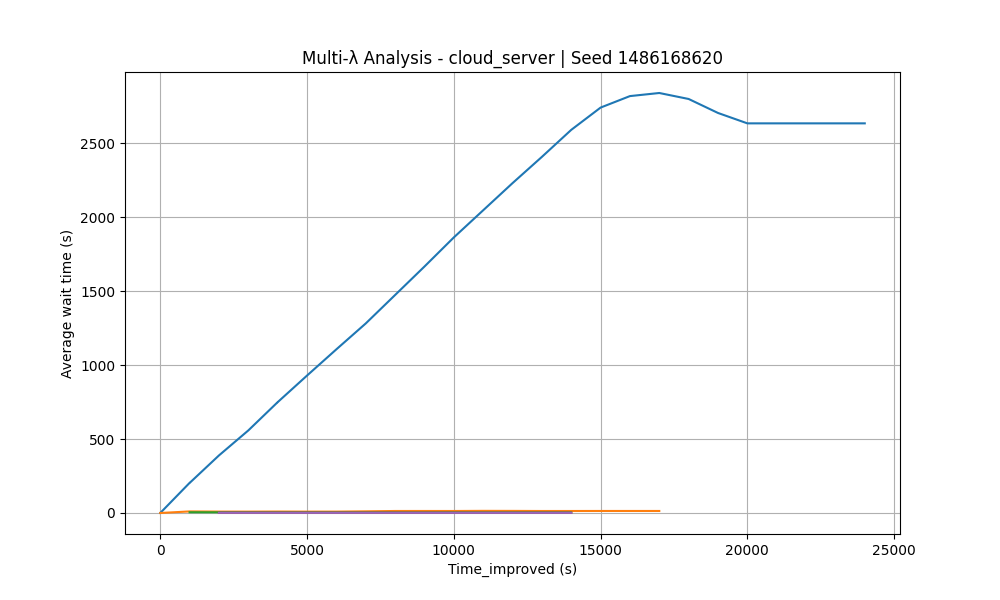 Multi-λ Analysis - cloud_server | Seed 1486168620
Average wait time (s)
2500
2000
1500
1000
500
0
0 5000 10000 15000 20000 25000
Time_improved (s)